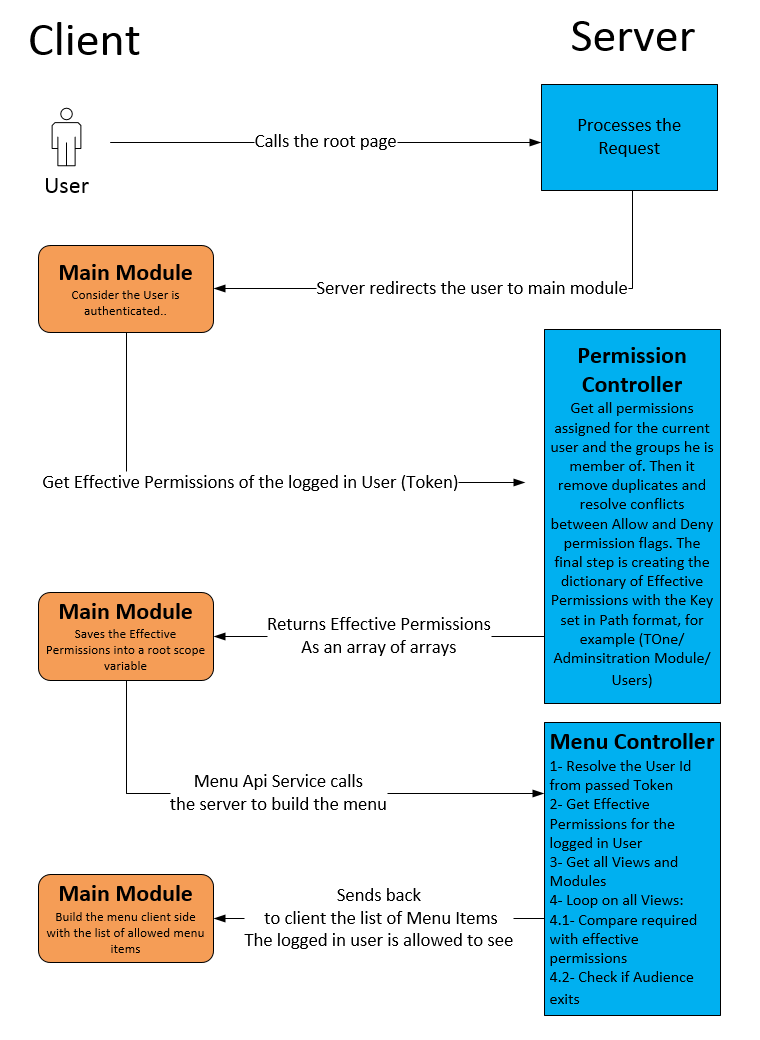 Client
Server
Processes the
Request
Calls the root page
User
Main Module
Consider the User is
authenticated..
Server redirects the user to main module
Permission
Controller
Get all permissions
assigned for the current
user and the groups he is
member of. Then it
remove duplicates and
resolve conflicts
between Allow and Deny
permission flags. The
final step is creating the
dictionary of Effective
Permissions with the Key
set in Path format, for
example (TOne/
Adminsitration Module/
Users)
Get Effective Permissions of the logged in User (Token)
Main Module
Saves the Effective
Permissions into a root scope
variable
Returns Effective Permissions
As an array of arrays
Menu Controller
1- Resolve the User Id
from passed Token
2- Get Effective
Permissions for the
logged in User
3- Get all Views and
Modules
4- Loop on all Views:
4.1- Compare required
with effective
permissions
4.2- Check if Audience
exits
Menu Api Service calls
the server to build the menu
Main Module
Build the menu client side
with the list of allowed menu
items
Sends back
to client the list of Menu Items
The logged in user is allowed to see